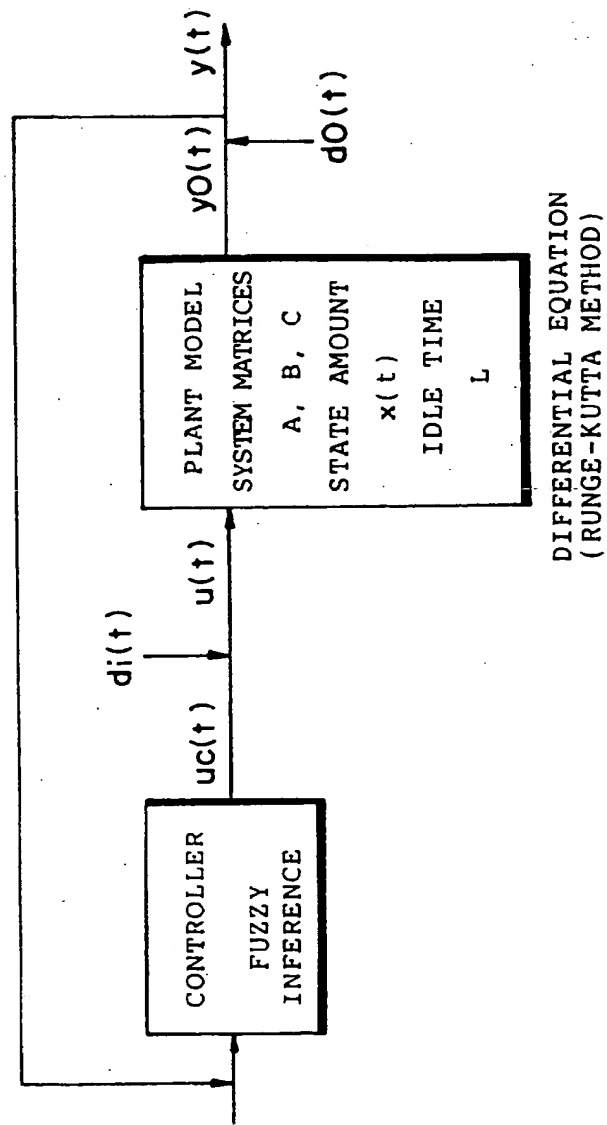 CONTROLLER
FUZZY
INFERENCE
uc(t)
di(t)
u(t)
PLANT MODEL
SYSTEM MATRICES
A, B, C
STATE AMOUNT
x(t)
IDLE TIME
L
yO(t)
y(t)
dO(t)
DIFFERENTIAL EQUATION
(RUNGE-KUTTA METHOD)